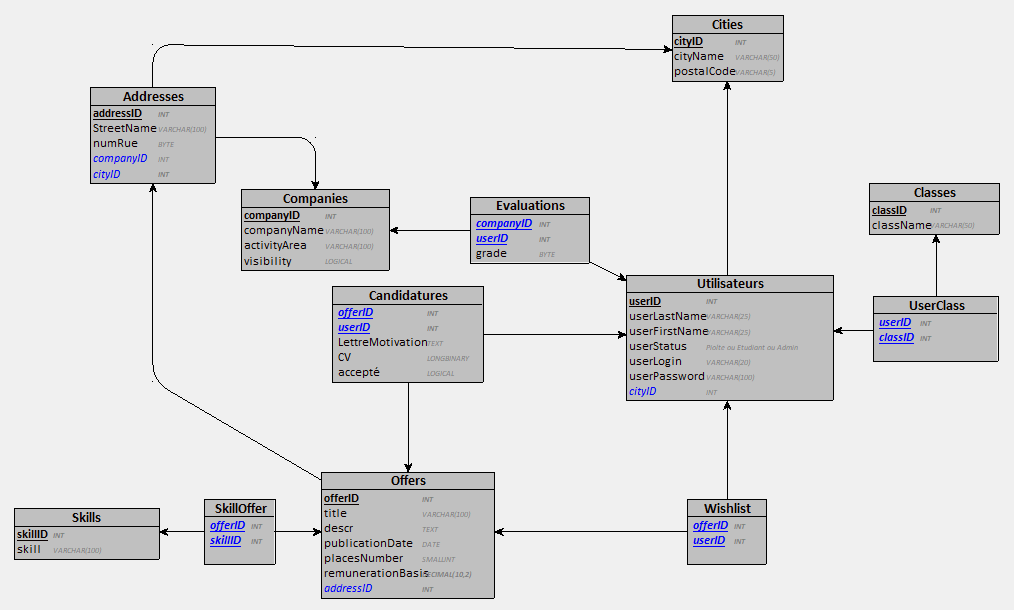 Cities
cityID INT
cityName VARCHAR(50)
postalCode VARCHAR(5)
Addresses
addressID INT
StreetName VARCHAR(100)
numRue BYTE
companyID INT
cityID INT
Companies
companyID INT
companyName VARCHAR(100)
activityArea VARCHAR(100)
visibility LOGICAL
Evaluations
companyID INT
userID INT
grade BYTE
Classes
classID INT
className VARCHAR(50)
Utilisateurs
userID INT
userLastName VARCHAR(25)
userFirstName VARCHAR(25)
userStatus Piolte ou Etudiant ou Admin
userLogin VARCHAR(20)
userPassword VARCHAR(100)
cityID INT
UserClass
userID INT
classID INT
Candidatures
offerID INT
userID INT
LettreMotivation TEXT
CV LONGBINARY
accepté LOGICAL
Offers
offerID INT
title VARCHAR(100)
descr TEXT
publicationDate DATE
placesNumber SMALLINT
remunerationBasis DECIMAL(10,2)
addressID INT
Skills
skillID INT
skill VARCHAR(100)
SkillOffer
offerID INT
skillID INT
Wishlist
offerID INT
userID INT